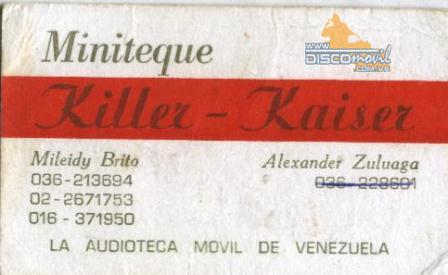 Miniteque
www.
DISCOmovil
.com.ve
Killer - Kaiser
Mileidy Brito
036-213694
02-2671753
016 - 371950
Alexander Zuluaga
036-228601
LA AUDIOTECA MOVIL DE VENEZUELA